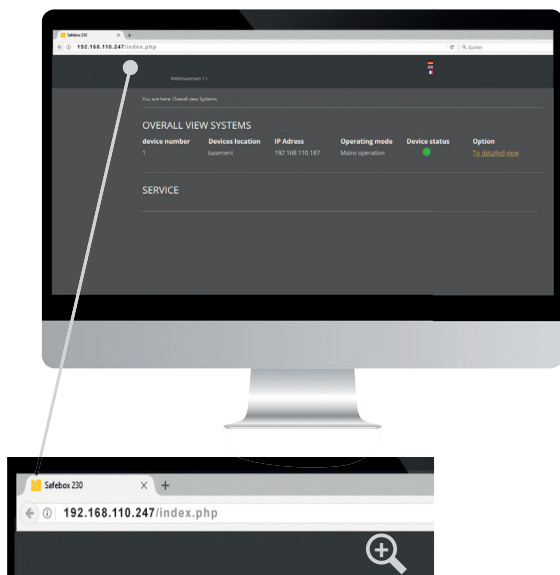 Safebox 230
192.168.110.247/index.php
Suchen
WebVisuversion 1.1
You are here: Overall view Systems
OVERALL VIEW SYSTEMS
device number Devices location IP Adress Operating mode Device status Option
1 basement 192.168.110.187 Mains operation To detailed view
SERVICE
Safebox 230
192.168.110.247/index.php